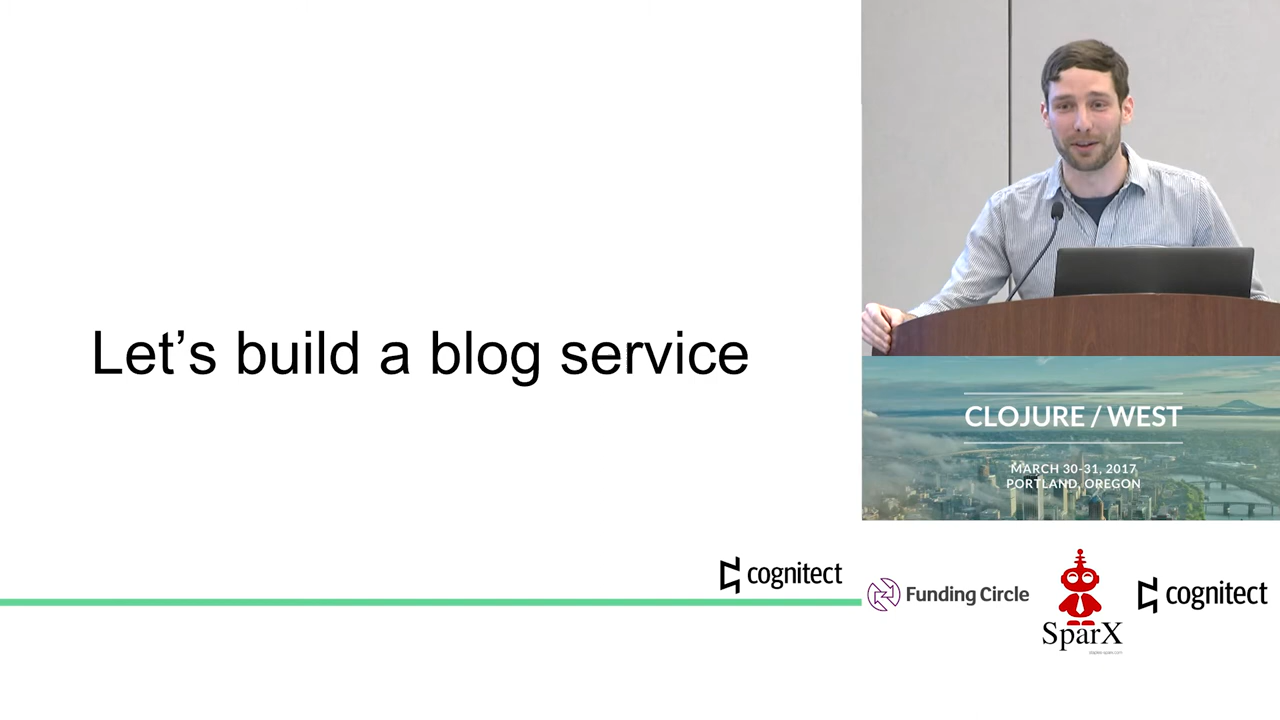 Let’s build a blog service
cognitect
CLOJURE / WEST
MARCH 30-31, 2017
PORTLAND, OREGON
Funding Circle
SparX
cognitect